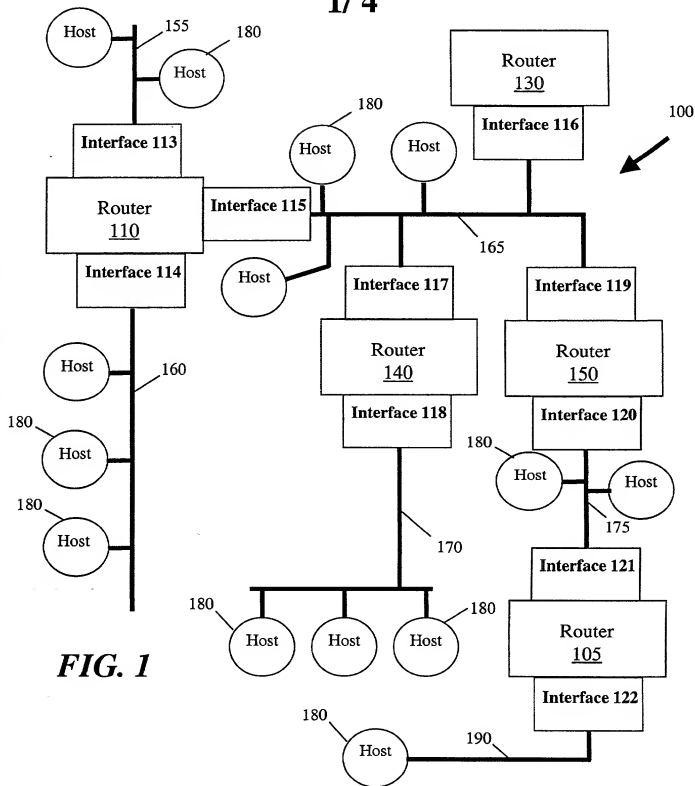 1/4
Host
155
180
Host
Router
130
Interface 116
100
Interface 113
180
Host
Host
Router
110
Interface 115
165
Interface 114
Host
Interface 117
Interface 119
Host
160
Router
140
Router
150
180
Host
Interface 118
Interface 120
180
Host
Host
175
180
Host
170
Interface 121
180
Host
Host
180
Host
Router
105
FIG. 1
Interface 122
180
Host
190